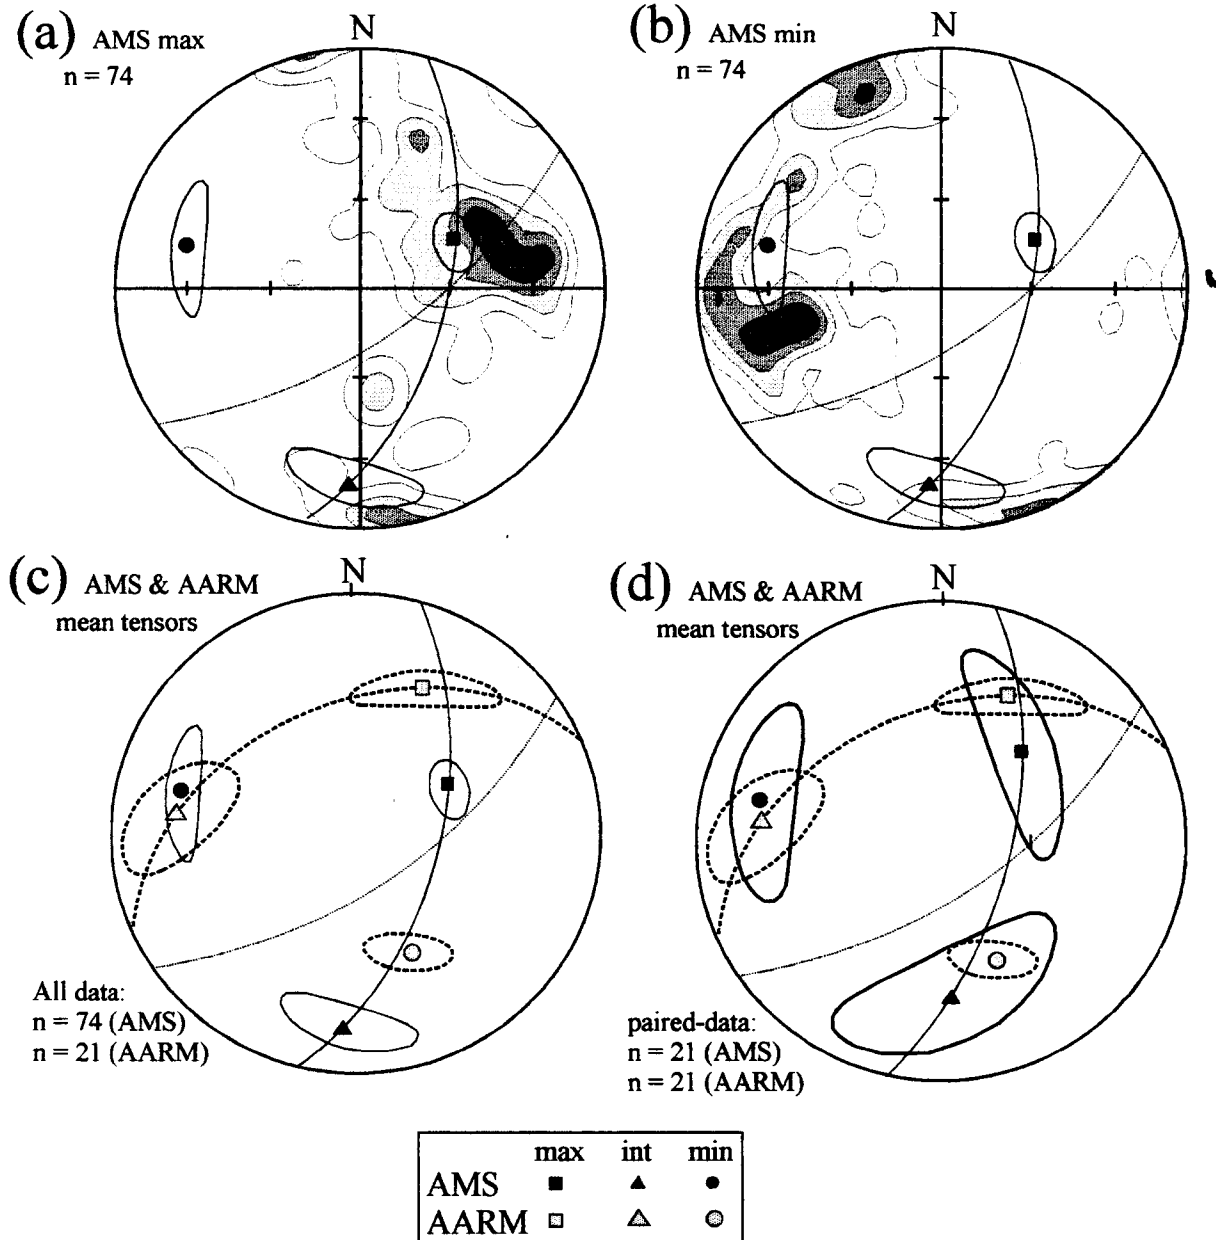 (a) AMS max
n = 74
N
(b) AMS min
n = 74
N
(c) AMS & AARM
mean tensors
N
(d) AMS & AARM
mean tensors
N
All data:
n = 74 (AMS)
n = 21 (AARM)
paired-data:
n = 21 (AMS)
n = 21 (AARM)
max int min
AMS
AARM